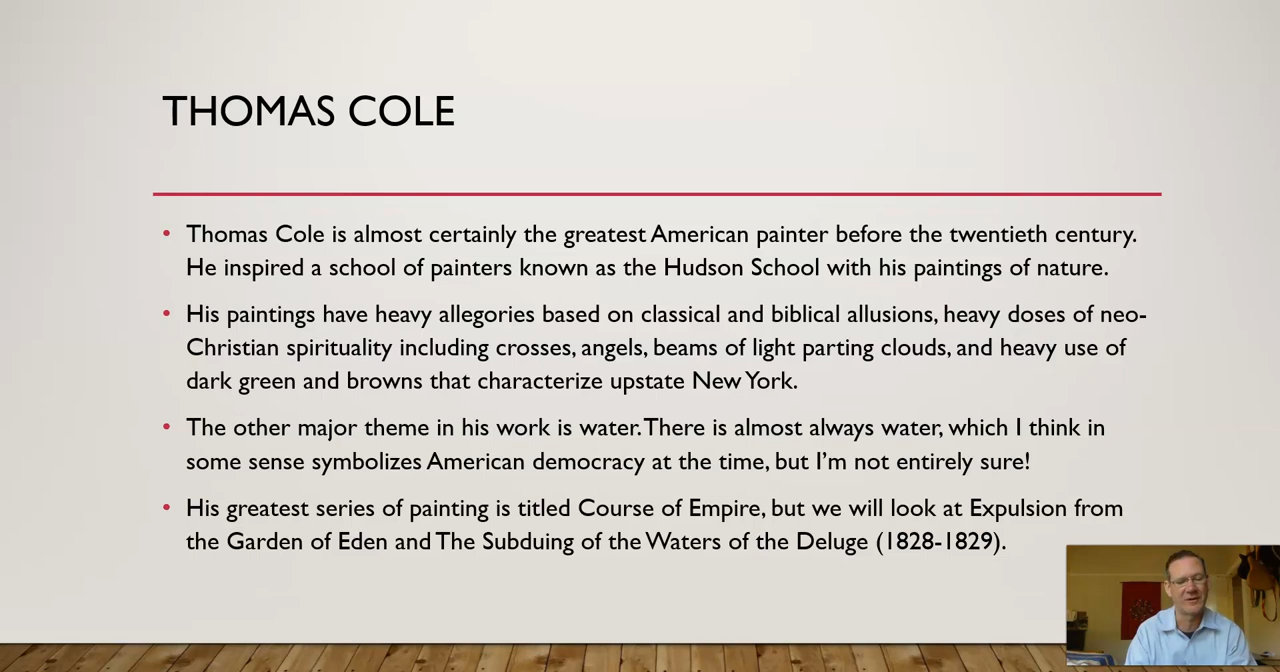 THOMAS COLE
• Thomas Cole is almost certainly the greatest American painter before the twentieth century.
He inspired a school of painters known as the Hudson School with his paintings of nature.
• His paintings have heavy allegories based on classical and biblical allusions, heavy doses of neo-
Christian spirituality including crosses, angels, beams of light parting clouds, and heavy use of
dark green and browns that characterize upstate New York.
• The other major theme in his work is water. There is almost always water, which I think in
some sense symbolizes American democracy at the time, but I'm not entirely sure!
• His greatest series of painting is titled Course of Empire, but we will look at Expulsion from
the Garden of Eden and The Subduing of the Waters of the Deluge (1828-1829).